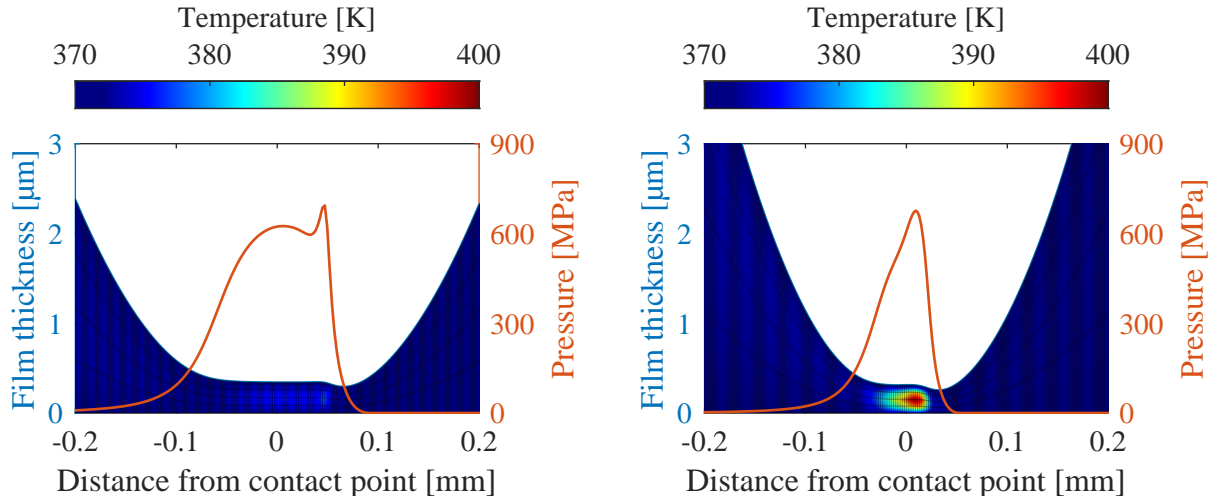 Temperature [K]
370 380 390 400
Film thickness [μm]
3
2
1
0
900
600
300
0
Pressure [MPa]
-0.2 -0.1 0 0.1 0.2
Distance from contact point [mm]
Temperature [K]
370 380 390 400
Film thickness [μm]
3
2
1
0
900
600
300
0
Pressure [MPa]
-0.2 -0.1 0 0.1 0.2
Distance from contact point [mm]